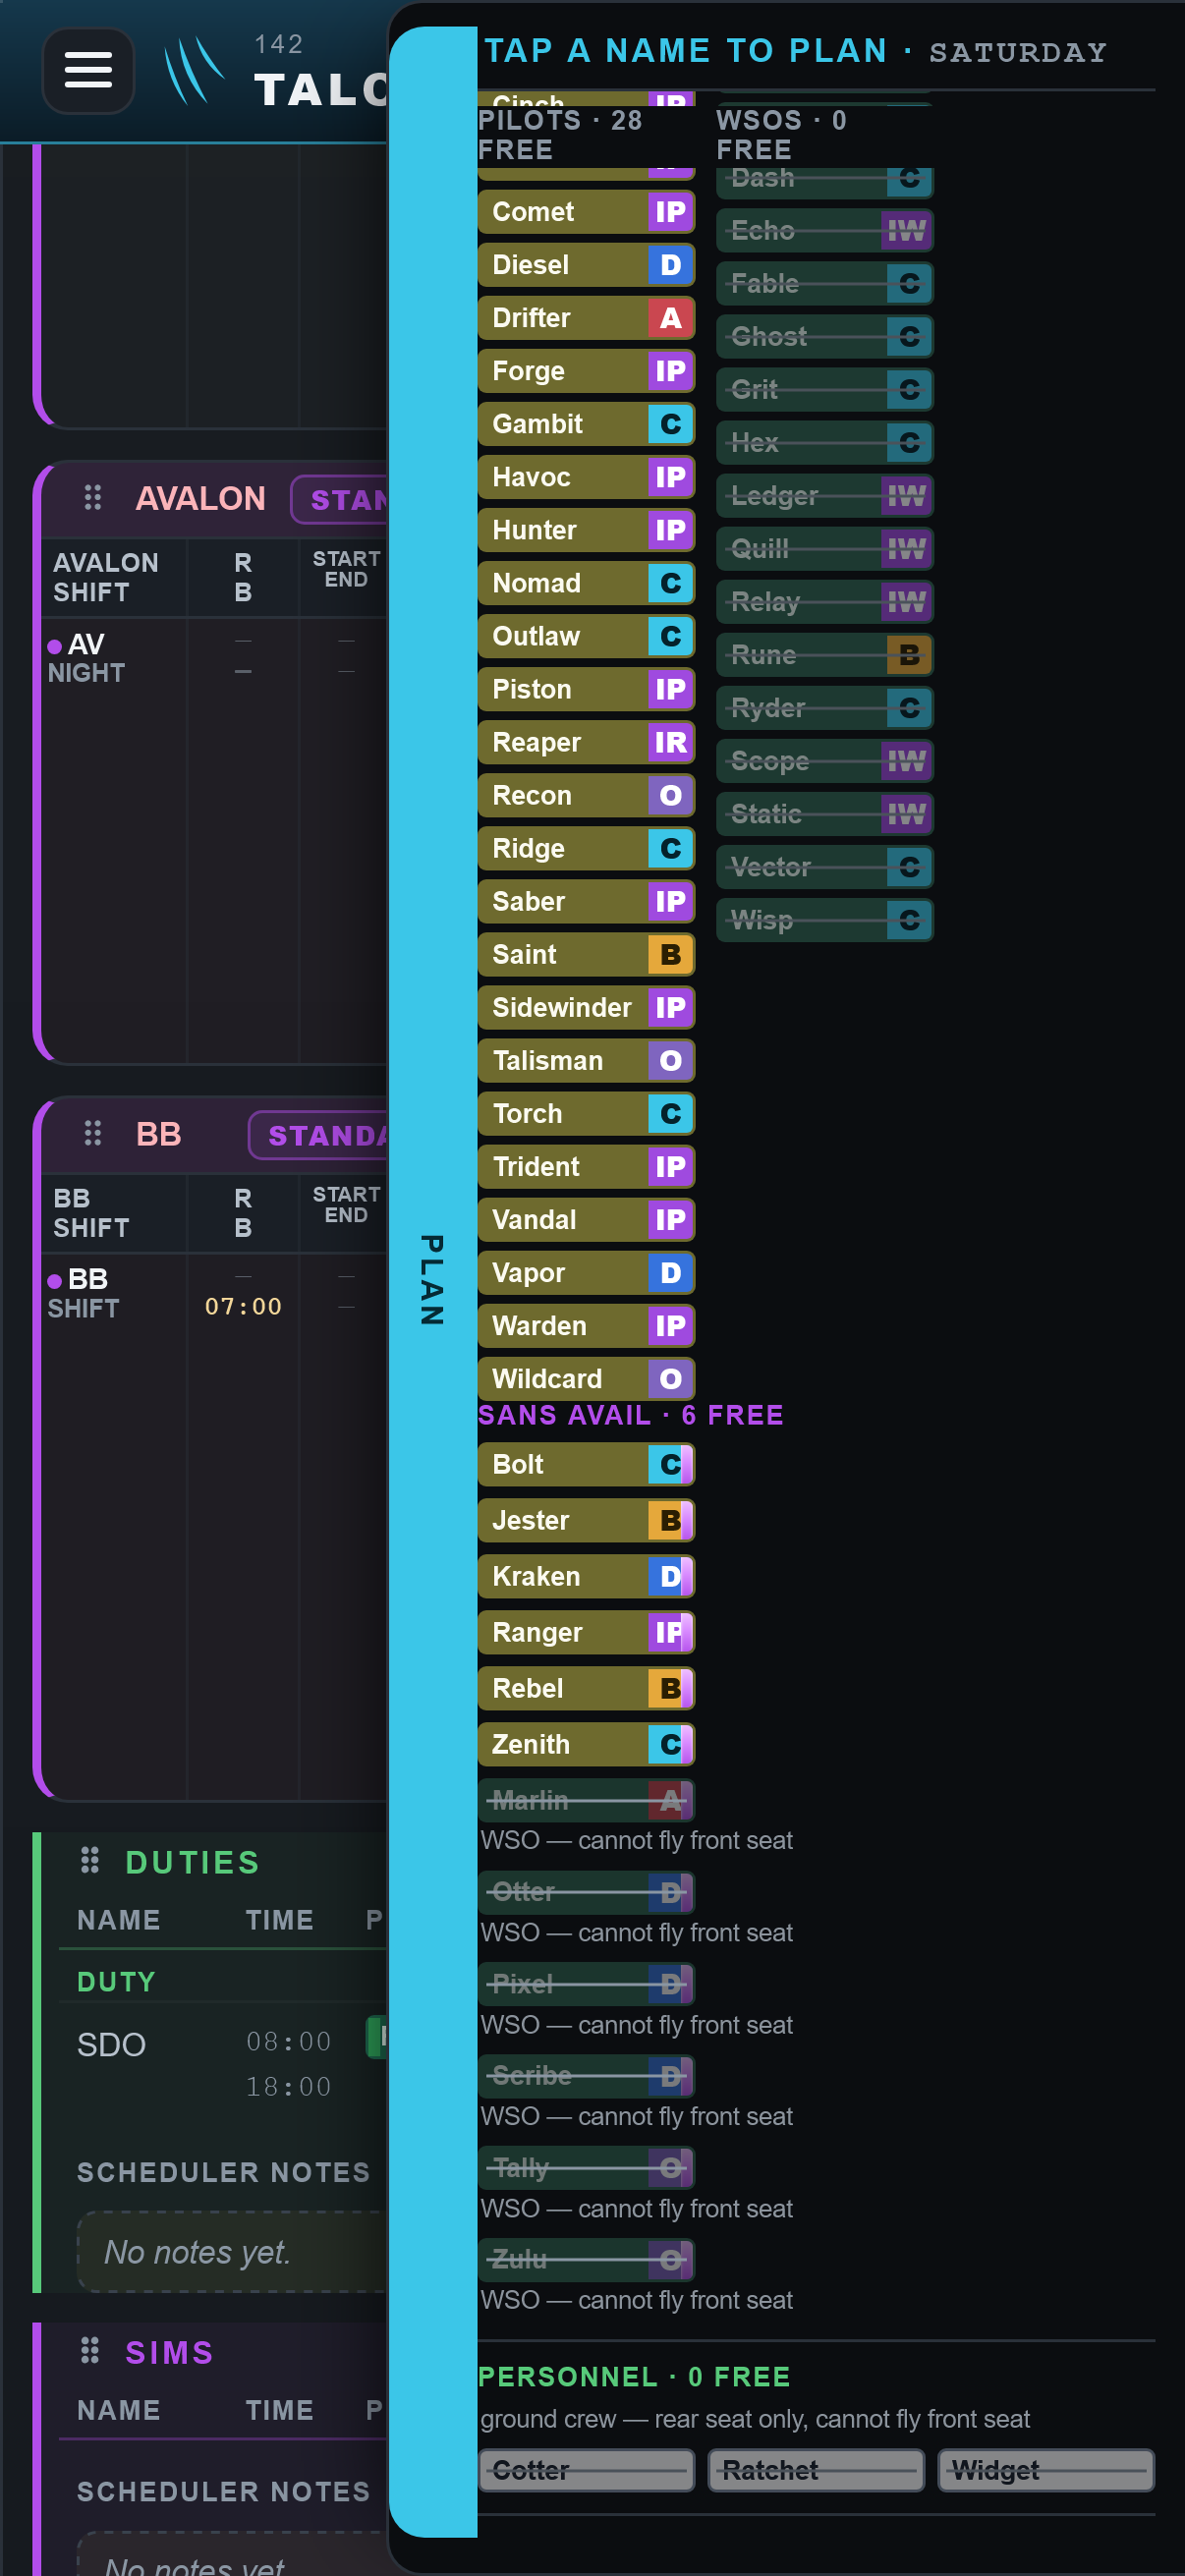 142
TALO
AVALON
STAN
AVALON
SHIFT
R
B
START
END
AV
NIGHT
—
—
—
—
BB
STANDA
BB
SHIFT
R
B
START
END
BB
SHIFT
—
07:00
—
—
DUTIES
NAME TIME P
DUTY
SDO 08:00
18:00
SCHEDULER NOTES
No notes yet.
SIMS
NAME TIME P
SCHEDULER NOTES
No notes yet
PLAN
TAP A NAME TO PLAN · SATURDAY
Cinch IP
PILOTS · 28
FREE
Comet IP
Diesel D
Drifter A
Forge IP
Gambit C
Havoc IP
Hunter IP
Nomad C
Outlaw C
Piston IP
Reaper IR
Recon O
Ridge C
Saber IP
Saint B
Sidewinder IP
Talisman O
Torch C
Trident IP
Vandal IP
Vapor D
Warden IP
Wildcard O
WSOS · 0
FREE
Dash C
Echo IW
Fable C
Ghost C
Grit C
Hex C
Ledger IW
Quill IW
Relay IW
Rune B
Ryder C
Scope IW
Static IW
Vector C
Wisp C
SANS AVAIL · 6 FREE
Bolt C
Jester B
Kraken D
Ranger IP
Rebel B
Zenith C
Marlin A
WSO — cannot fly front seat
Otter D
WSO — cannot fly front seat
Pixel D
WSO — cannot fly front seat
Scribe D
WSO — cannot fly front seat
Tally O
WSO — cannot fly front seat
Zulu O
WSO — cannot fly front seat
PERSONNEL · 0 FREE
ground crew — rear seat only, cannot fly front seat
Cotter Ratchet Widget